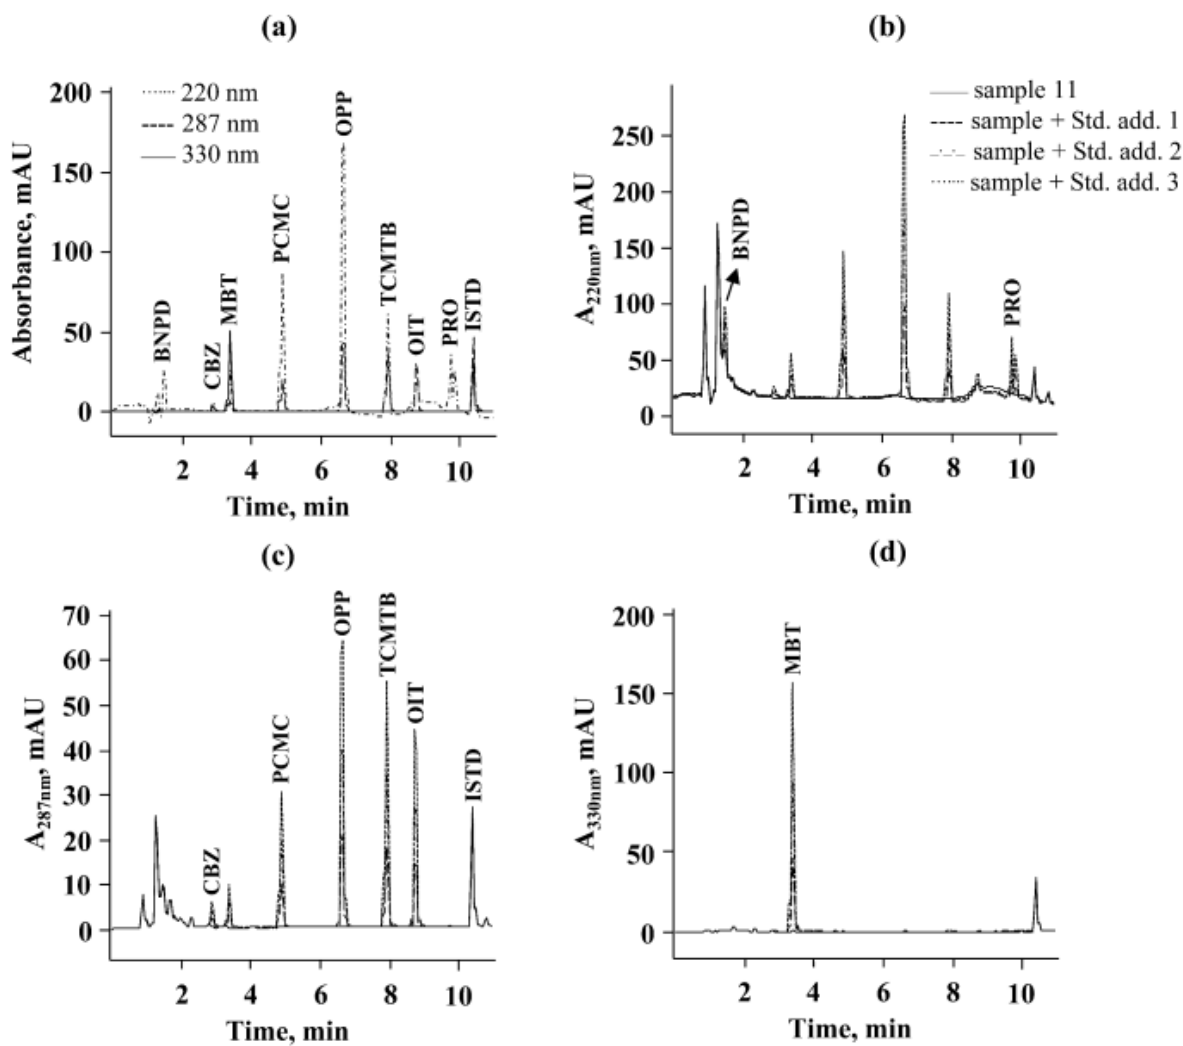 (a)
220 nm
287 nm
330 nm
200
150
100
50
0
Absorbance, mAU
BNPD
CBZ
MBT
PCMC
OPP
TCMTB
OIT
PRO
ISTD
2 4 6 8 10
Time, min
(b)
sample 11
sample + Std. add. 1
sample + Std. add. 2
sample + Std. add. 3
250
200
150
100
50
0
A220nm, mAU
BNPD
PRO
2 4 6 8 10
Time, min
(c)
70
60
50
40
30
20
10
0
A287nm, mAU
CBZ
PCMC
OPP
TCMTB
OIT
ISTD
2 4 6 8 10
Time, min
(d)
200
150
100
50
0
A330nm, mAU
MBT
2 4 6 8 10
Time, min